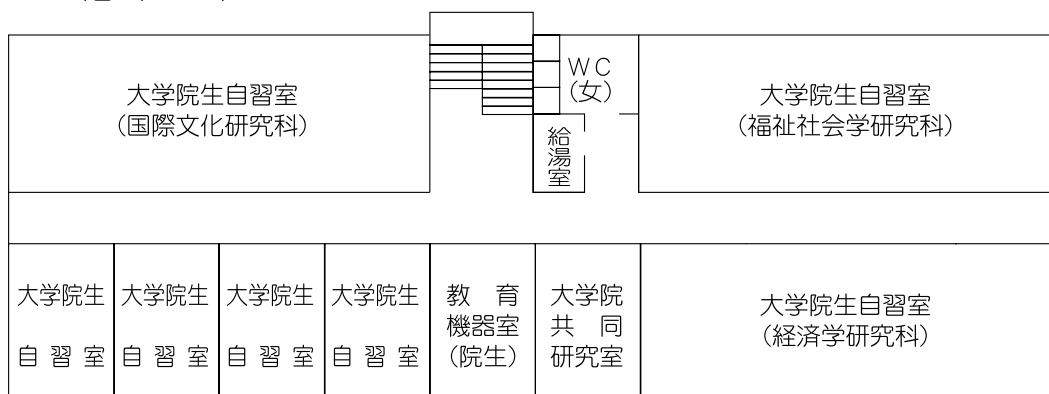 大学院生自習室
(国際文化研究科)
WC
(女)
給湯室
大学院生自習室
(福祉社会学研究科)
大学院生
自習室
大学院生
自習室
大学院生
自習室
大学院生
自習室
教育
機器室
(院生)
大学院
共同
研究室
大学院生自習室
(経済学研究科)